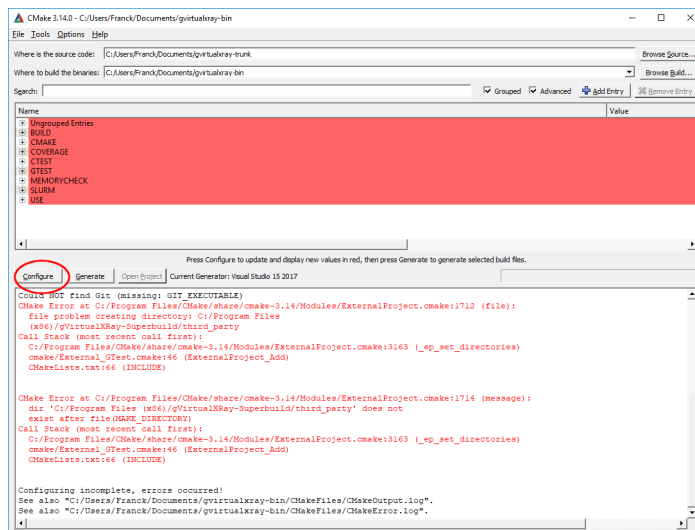 CMake 3.14.0 - C:/Users/Franck/Documents/gvirtualxray-bin
File Tools Options Help
Where is the source code: C:/Users/Franck/Documents/gvirtualxray-trunk Browse Source...
Where to build the binaries: C:/Users/Franck/Documents/gvirtualxray-bin Browse Build...
Search: Grouped Advanced Add Entry Remove Entry
Name Value
Ungrouped Entries
BUILD
CMAKE
COVERAGE
CTEST
GTEST
MEMORYCHECK
SLURM
USE
Press Configure to update and display new values in red, then press Generate to generate selected build files.
Configure Generate Open Project Current Generator: Visual Studio 15 2017
Could NOT find Git (missing: GIT_EXECUTABLE)
CMake Error at C:/Program Files/CMake/share/cmake-3.14/Modules/ExternalProject.cmake:1712 (file):
file problem creating directory: C:/Program Files
(x86)/gVirtualXRay-Superbuild/third_party
Call Stack (most recent call first):
C:/Program Files/CMake/share/cmake-3.14/Modules/ExternalProject.cmake:3163 (_ep_set_directories)
cmake/External_GTest.cmake:46 (ExternalProject_Add)
CMakeLists.txt:66 (INCLUDE)
CMake Error at C:/Program Files/CMake/share/cmake-3.14/Modules/ExternalProject.cmake:1714 (message):
dir 'C:/Program Files (x86)/gVirtualXRay-Superbuild/third_party' does not
exist after file(MAKE_DIRECTORY)
Call Stack (most recent call first):
C:/Program Files/CMake/share/cmake-3.14/Modules/ExternalProject.cmake:3163 (_ep_set_directories)
cmake/External_GTest.cmake:46 (ExternalProject_Add)
CMakeLists.txt:66 (INCLUDE)
Configuring incomplete, errors occurred!
See also "C:/Users/Franck/Documents/gvirtualxray-bin/CMakeFiles/CMakeOutput.log".
See also "C:/Users/Franck/Documents/gvirtualxray-bin/CMakeFiles/CMakeError.log".